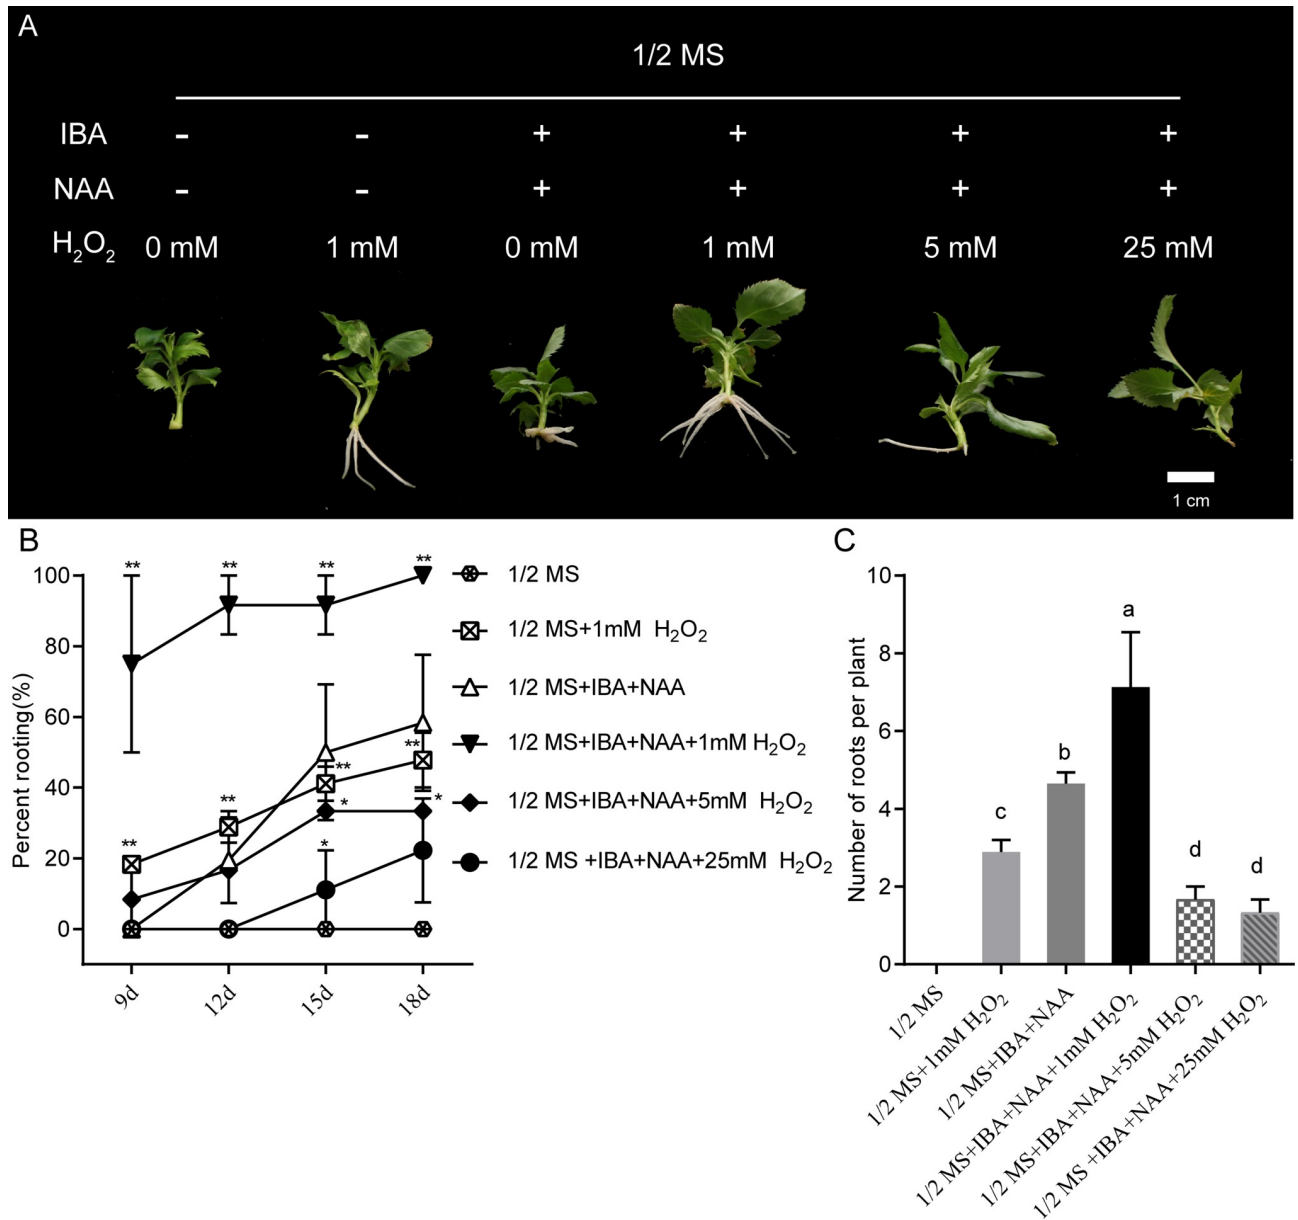 A
1/2 MS
IBA - - + + + +
NAA - - + + + +
H₂O₂ 0 mM 1 mM 0 mM 1 mM 5 mM 25 mM
1 cm
B
Percent rooting(%)
100
80
60
40
20
0
9d 12d 15d 18d
** ** ** **
** ** ** **
* *
*
1/2 MS
1/2 MS+1mM H₂O₂
1/2 MS+IBA+NAA
1/2 MS+IBA+NAA+1mM H₂O₂
1/2 MS+IBA+NAA+5mM H₂O₂
1/2 MS +IBA+NAA+25mM H₂O₂
C
Number of roots per plant
10
8
6
4
2
0
c b a d d
1/2 MS
1/2 MS+1mM H₂O₂
1/2 MS+IBA+NAA
1/2 MS+IBA+NAA+1mM H₂O₂
1/2 MS+IBA+NAA+5mM H₂O₂
1/2 MS +IBA+NAA+25mM H₂O₂